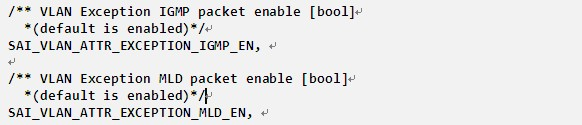 /** VLAN Exception IGMP packet enable [bool]↵
*(default is enabled)*/↵
SAI_VLAN_ATTR_EXCEPTION_IGMP_EN, ↵
↵
/** VLAN Exception MLD packet enable [bool]↵
*(default is enabled)*/↵
SAI_VLAN_ATTR_EXCEPTION_MLD_EN, ↵